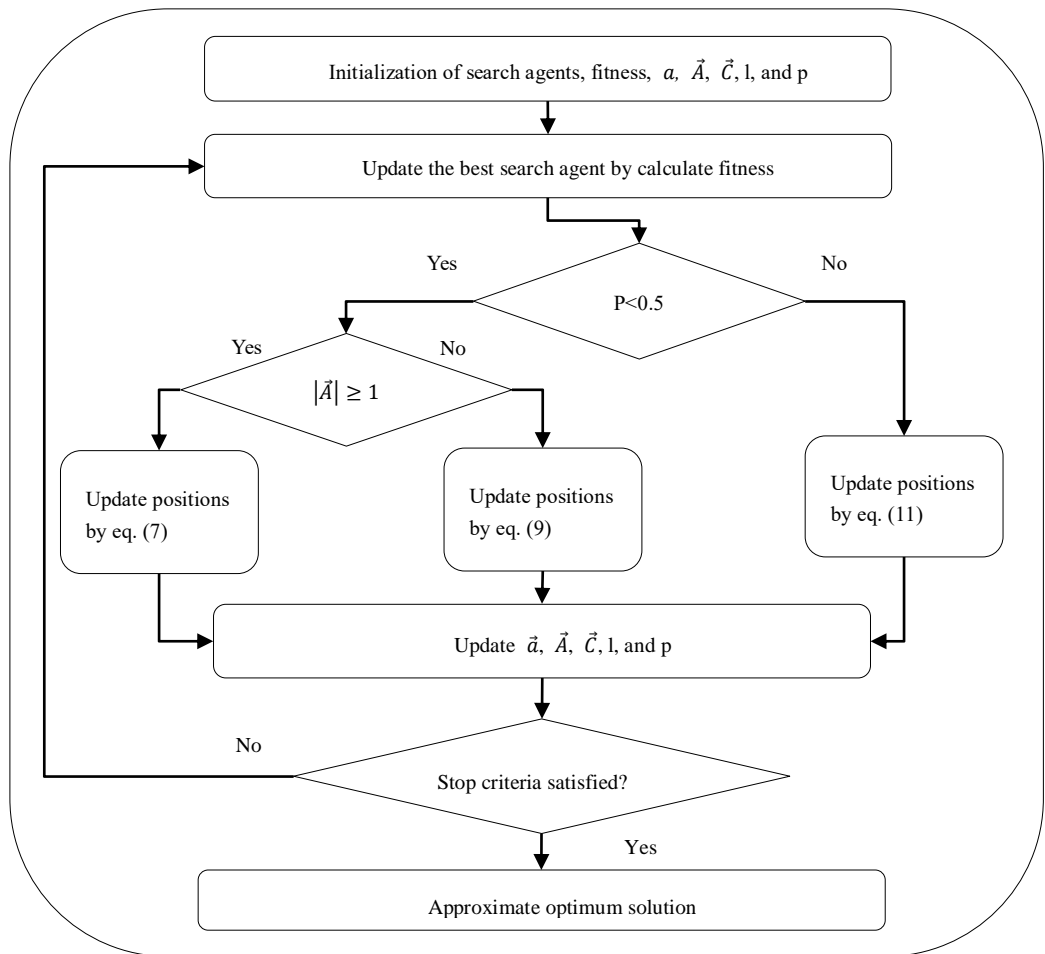 Initialization of search agents, fitness, a, A⃗, C⃗, l, and p
Update the best search agent by calculate fitness
Yes
No
P<0.5
Yes
No
|A⃗| ≥ 1
Update positions
by eq. (7)
Update positions
by eq. (9)
Update positions
by eq. (11)
Update a⃗, A⃗, C⃗, l, and p
No
Stop criteria satisfied?
Yes
Approximate optimum solution